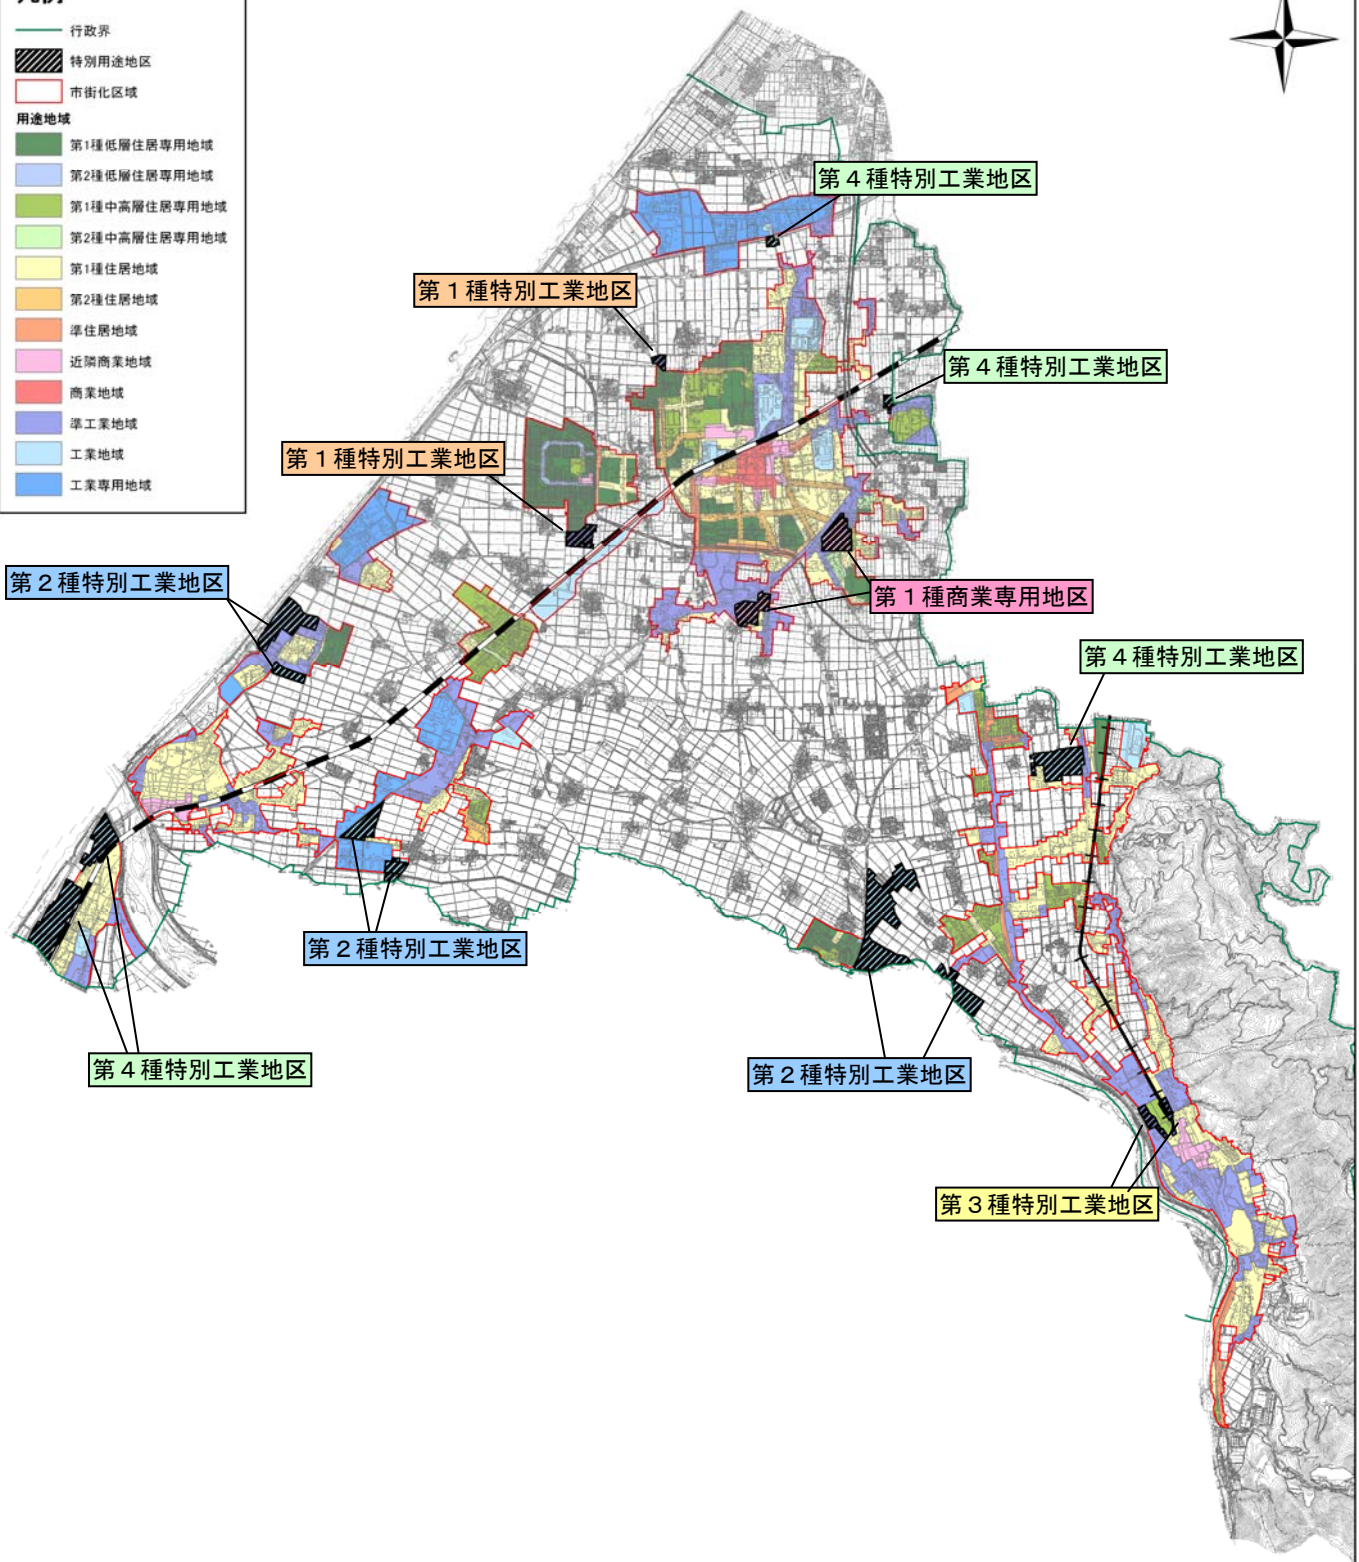 凡例
行政界
特別用途地区
市街化区域
用途地域
第1種低層住居専用地域
第2種低層住居専用地域
第1種中高層住居専用地域
第2種中高層住居専用地域
第1種住居地域
第2種住居地域
準住居地域
近隣商業地域
商業地域
準工業地域
工業地域
工業専用地域
第４種特別工業地区
第１種特別工業地区
第４種特別工業地区
第１種特別工業地区
第２種特別工業地区
第１種商業専用地区
第４種特別工業地区
第２種特別工業地区
第４種特別工業地区
第２種特別工業地区
第３種特別工業地区